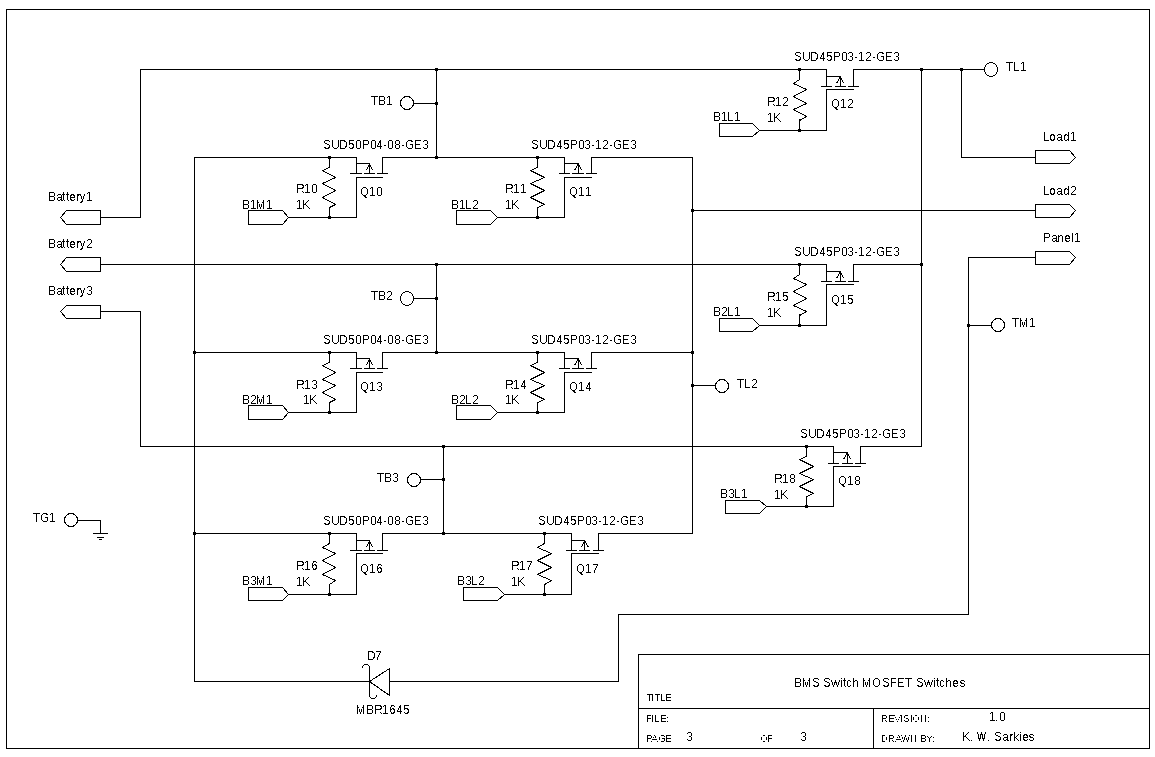 SUD45P03-12-GE3
TL1
TB1
R12
1K
Q12
B1L1
Load1
SUD50P04-08-GE3
SUD45P03-12-GE3
Battery1
R10
1K
Q10
R11
1K
Q11
Load2
B1M1
B1L2
Battery2
Panel1
SUD45P03-12-GE3
Battery3
TB2
R15
1K
Q15
B2L1
TM1
SUD50P04-08-GE3
SUD45P03-12-GE3
R13
1K
Q13
R14
1K
Q14
TL2
B2M1
B2L2
SUD45P03-12-GE3
TB3
R18
1K
Q18
B3L1
TG1
SUD50P04-08-GE3
SUD45P03-12-GE3
R16
1K
Q16
R17
1K
Q17
B3M1
B3L2
D7
MBR1645
BMS Switch MOSFET Switches
TITLE
FILE:
REVISION: 1.0
PAGE 3 OF 3
DRAWN BY: K. W. Sarkies